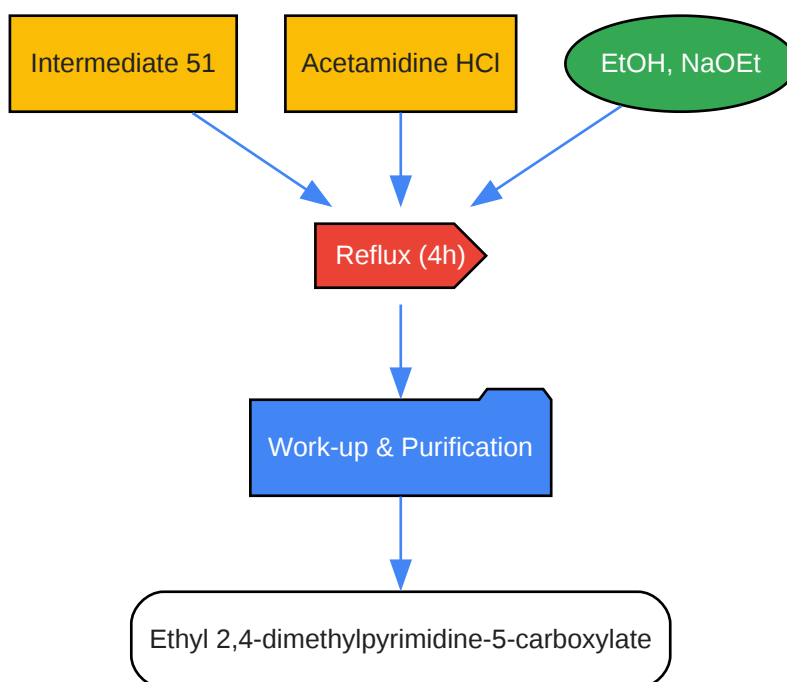 Intermediate 51
Acetamidine HCl
EtOH, NaOEt
Reflux (4h)
Work-up & Purification
Ethyl 2,4-dimethylpyrimidine-5-carboxylate